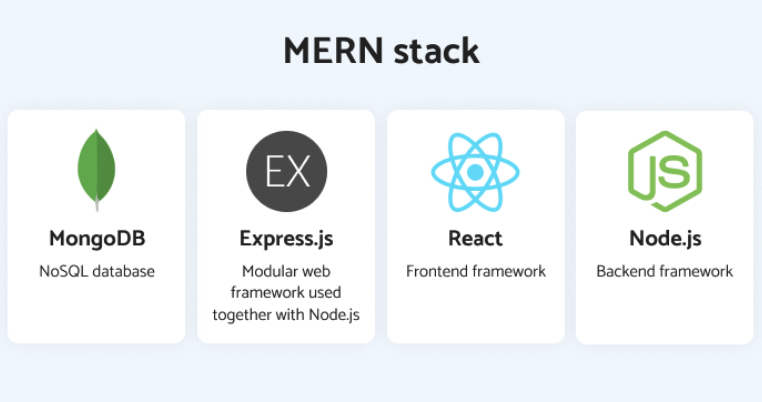 MERN stack
EX
JS
MongoDB
Express.js
React
Node.js
NoSQL database
Modular web
framework used
together with Node.js
Frontend framework
Backend framework